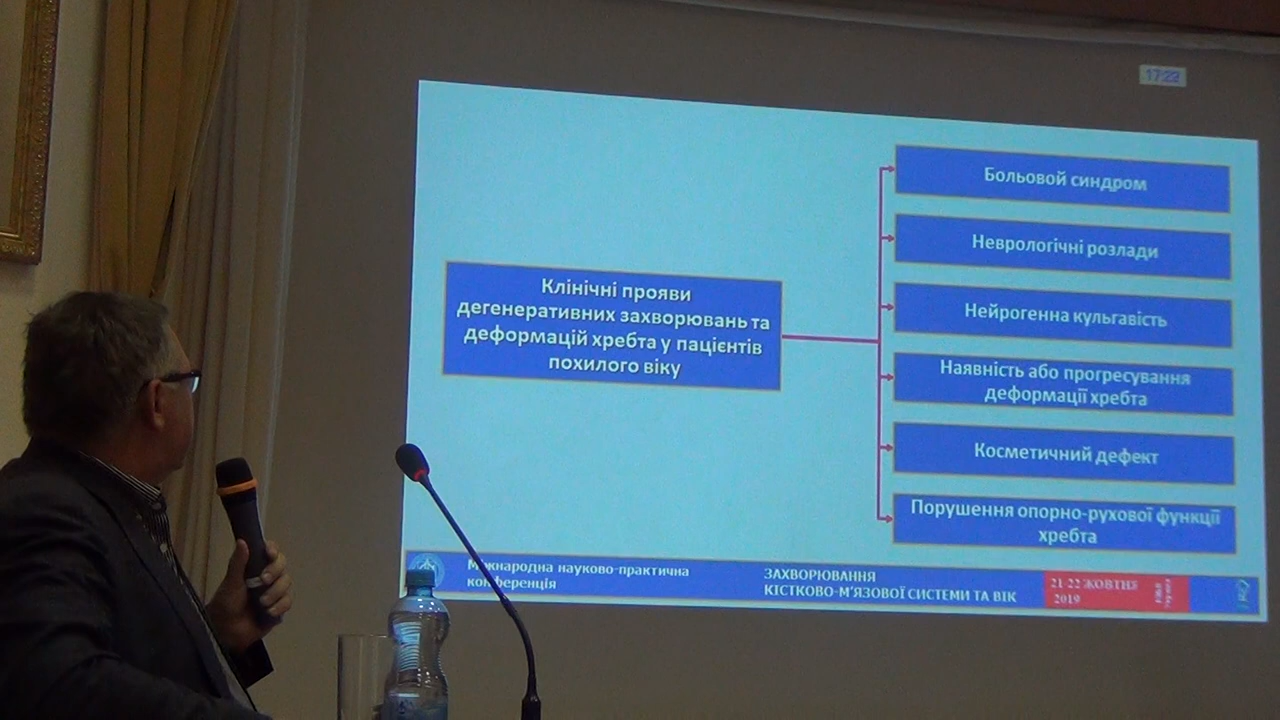 17:22
Клінічні прояви
дегенеративних захворювань та
деформацій хребта у пацієнтів
похилого віку
Больовой синдром
Неврологічні розлади
Нейрогенна кульгавість
Наявність або прогресування
деформації хребта
Косметичний дефект
Порушення опорно-рухової функції
хребта
Міжнародна науково-практична
конференція
ЗАХВОРЮВАННЯ
КІСТКОВО-М'ЯЗОВОЇ СИСТЕМИ ТА ВІК
21-22 ЖОВТНЯ
2019